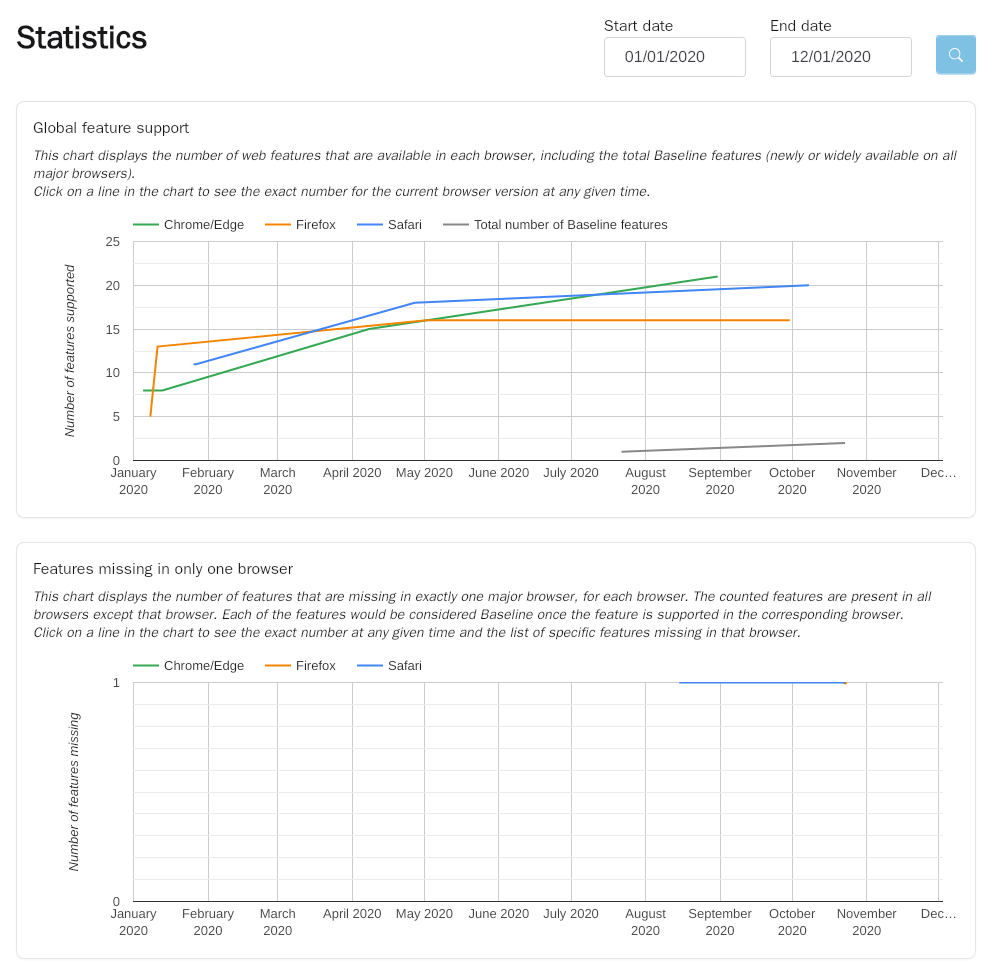 Statistics
Start date
End date
01/01/2020
12/01/2020
Global feature support
This chart displays the number of web features that are available in each browser, including the total Baseline features (newly or widely available on all
major browsers).
Click on a line in the chart to see the exact number for the current browser version at any given time.
Chrome/Edge Firefox Safari Total number of Baseline features
Number of features supported
25
20
15
10
5
0
January February March April 2020 May 2020 June 2020 July 2020 August September October November Dec...
2020 2020 2020 2020 2020 2020 2020
Features missing in only one browser
This chart displays the number of features that are missing in exactly one major browser, for each browser. The counted features are present in all
browsers except that browser. Each of the features would be considered Baseline once the feature is supported in the corresponding browser.
Click on a line in the chart to see the exact number at any given time and the list of specific features missing in that browser.
Chrome/Edge Firefox Safari
Number of features missing
1
0
January February March April 2020 May 2020 June 2020 July 2020 August September October November Dec...
2020 2020 2020 2020 2020 2020 2020